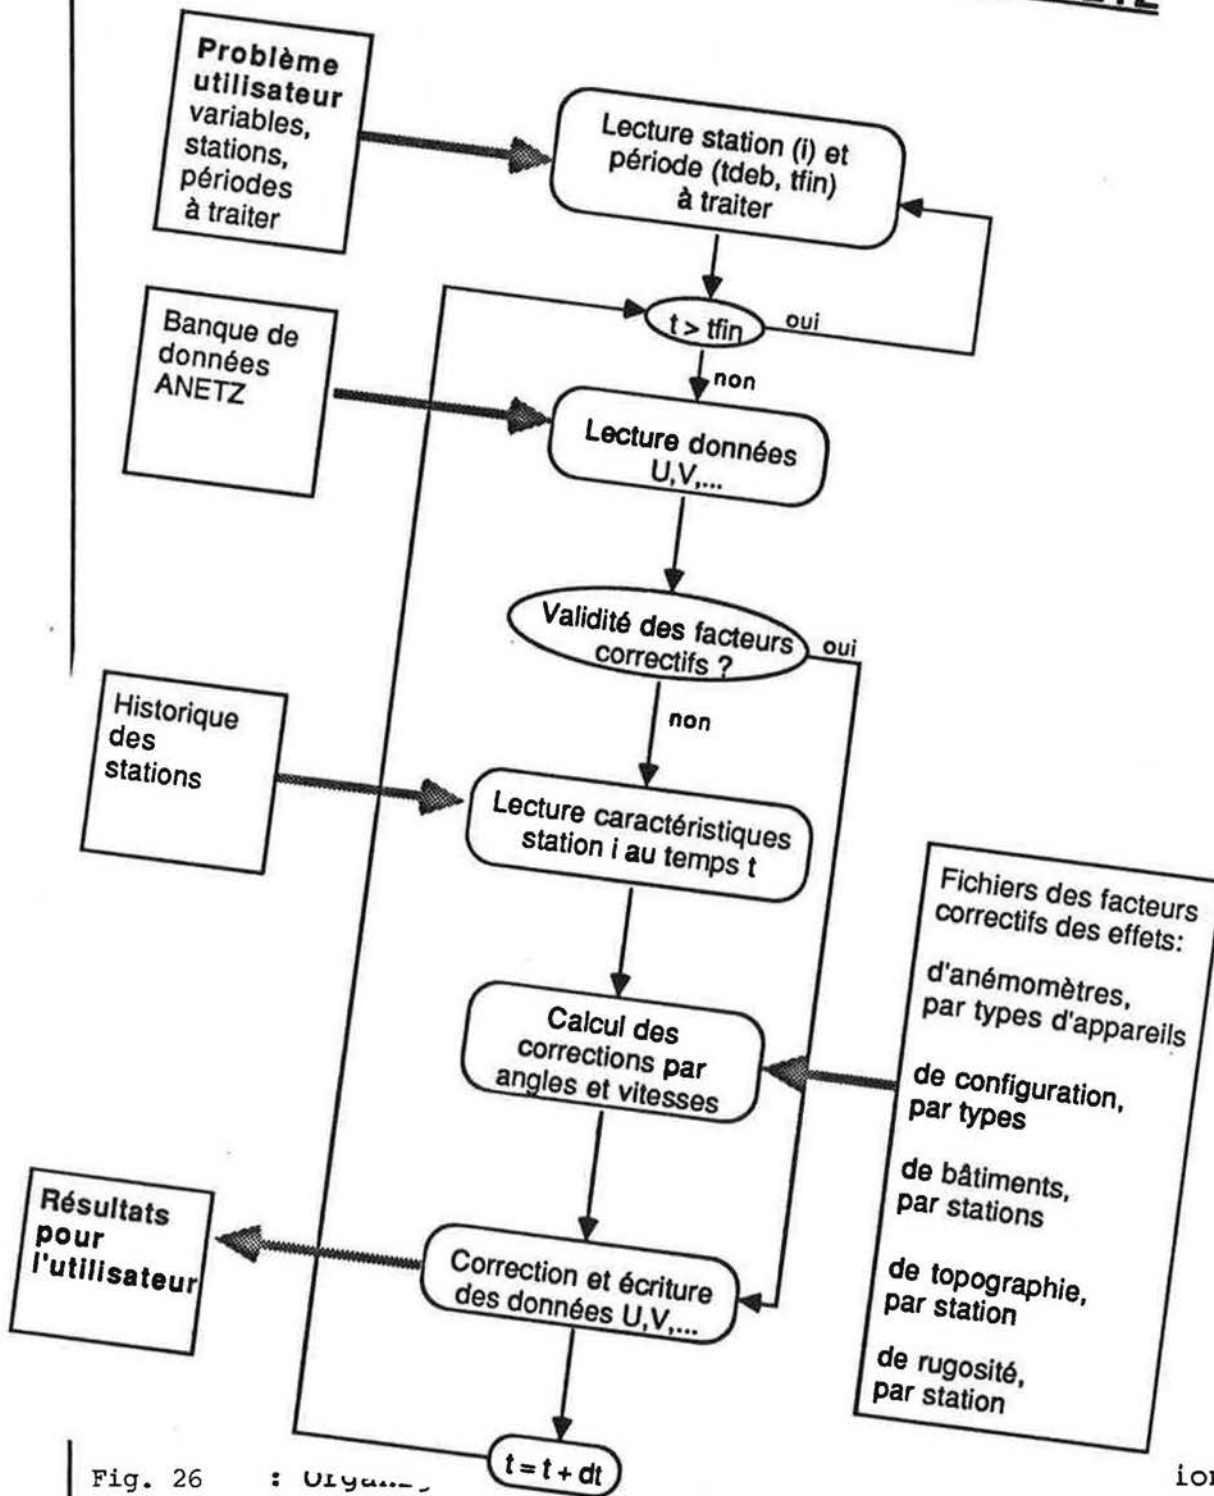 Problème
utilisateur
variables,
stations,
périodes
à traiter
Lecture station (i) et
période (tdeb, tfin)
à traiter
t > tfin
oui
non
Banque de
données
ANETZ
Lecture données
U,V,...
Validité des facteurs
correctifs ?
oui
non
Historique
des
stations
Lecture caractéristiques
station i au temps t
Fichiers des facteurs
correctifs des effets:
d'anémomètres,
par types d'appareils
de configuration,
par types
de bâtiments,
par stations
de topographie,
par station
de rugosité,
par station
Calcul des
corrections par
angles et vitesses
Résultats
pour
l'utilisateur
Correction et écriture
des données U,V,...
t = t + dt
Fig. 26 :